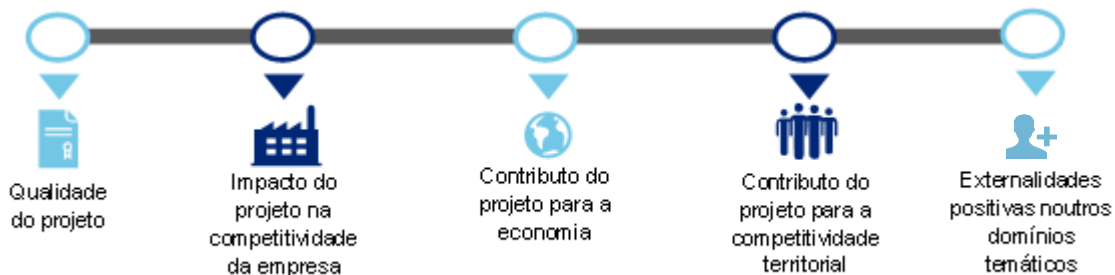 Qualidade
do projeto
Impacto do
projeto na
competitividade
da empresa
Contributo do
projeto para a
economia
Contributo do
projeto para a
competitividade
territorial
Externalidades
positivas noutros
domínios
temáticos